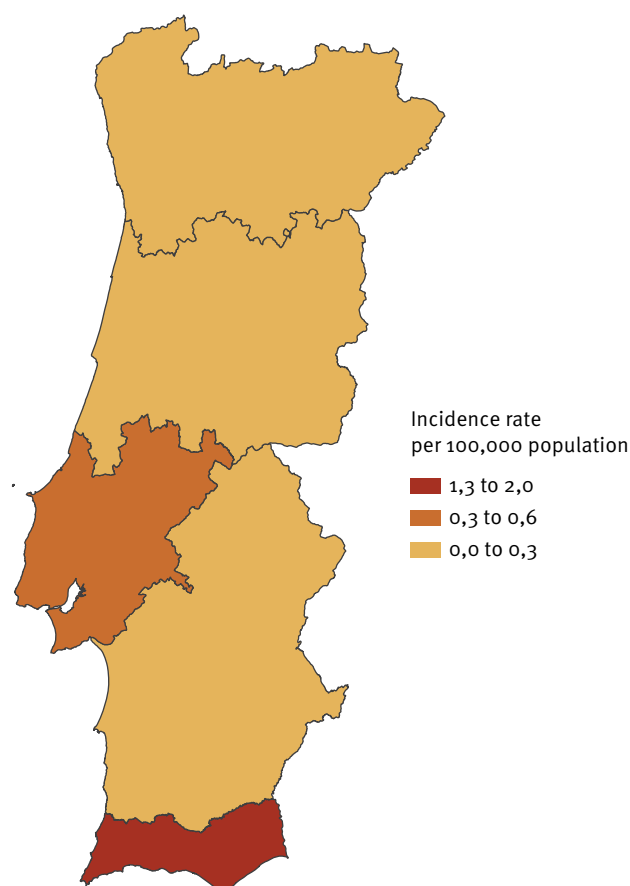 Incidence rate
per 100,000 population
1,3 to 2,0
0,3 to 0,6
0,0 to 0,3